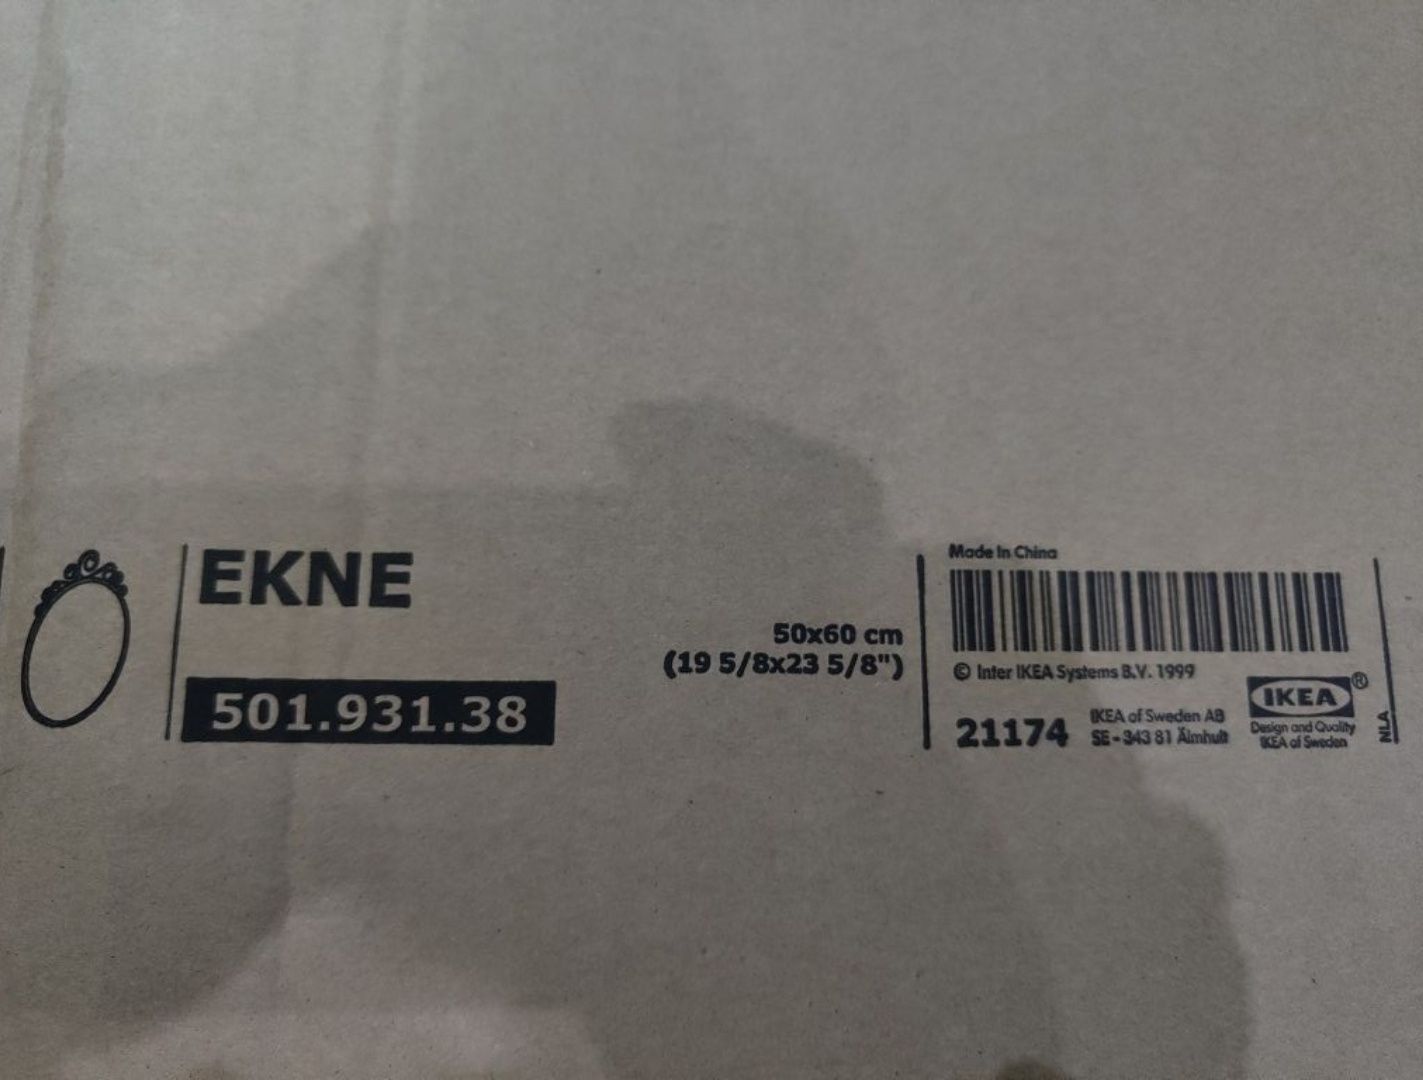 EKNE
501.931.38
50x60 cm
(19 5/8x23 5/8")
Made In China
© Inter IKEA Systems B.V. 1999
21174
IKEA of Sweden AB
SE - 343 81 Älmhult
IKEA®
Design and Quality
IKEA of Sweden
NLA